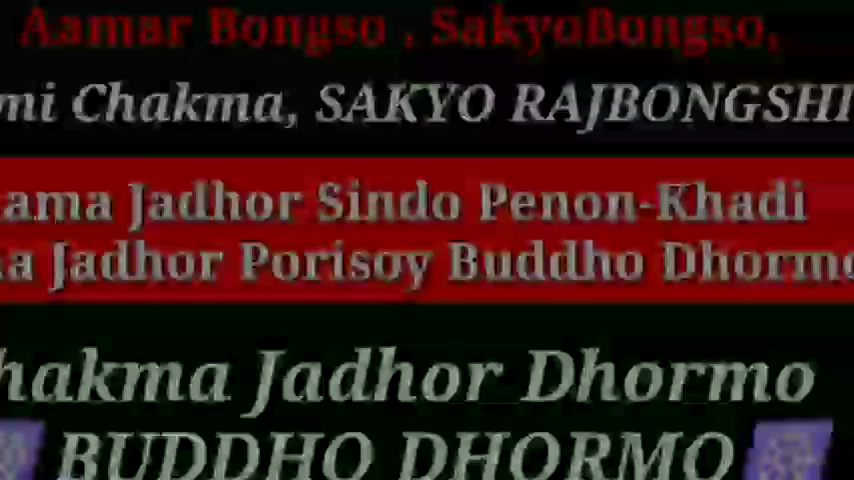 Aamar Bongso , SakyoBongso,
mi Chakma, SAKYO RAJBONGSHI
ama Jadhor Sindo Penon-Khadi
a Jadhor Porisoy Buddho Dhormo
hakma Jadhor Dhormo
BUDDHO DHORMO